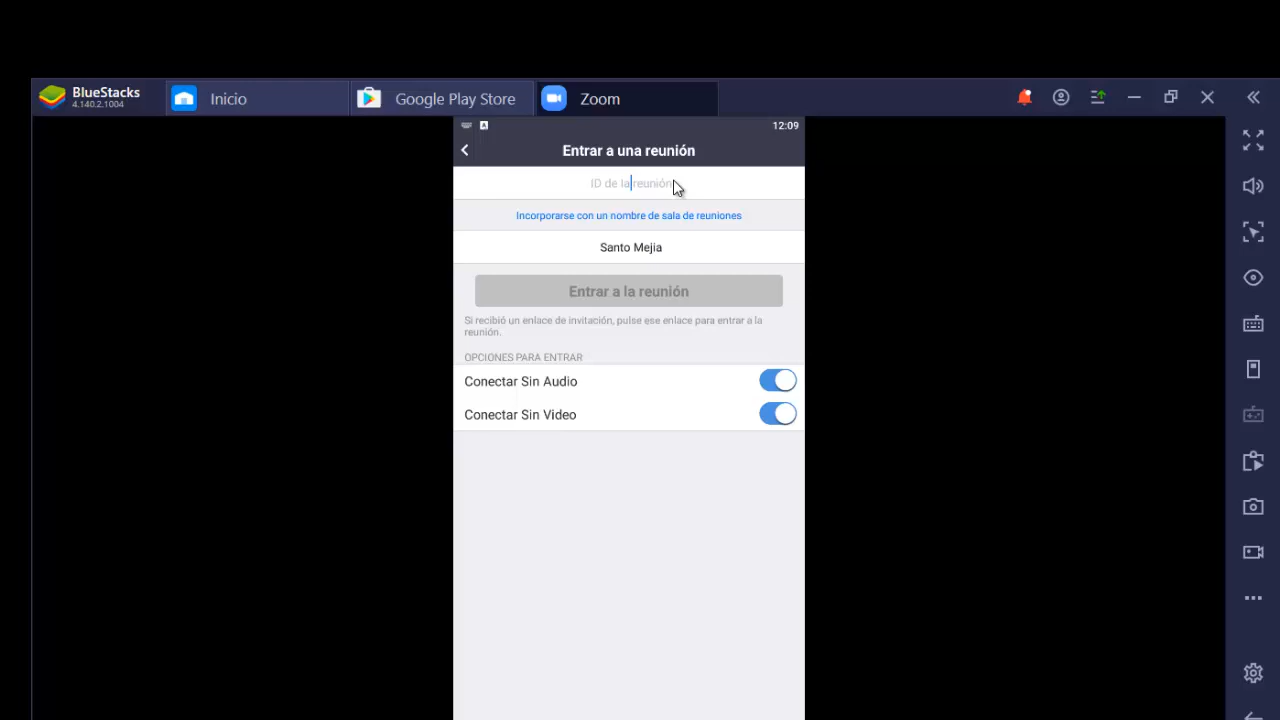 BlueStacks
4.140.2.1004
Inicio
Google Play Store
Zoom
A
12:09
Entrar a una reunión
ID de la reunión
Incorporarse con un nombre de sala de reuniones
Santo Mejia
Entrar a la reunión
Si recibió un enlace de invitación, pulse ese enlace para entrar a la
reunión.
OPCIONES PARA ENTRAR
Conectar Sin Audio
Conectar Sin Video